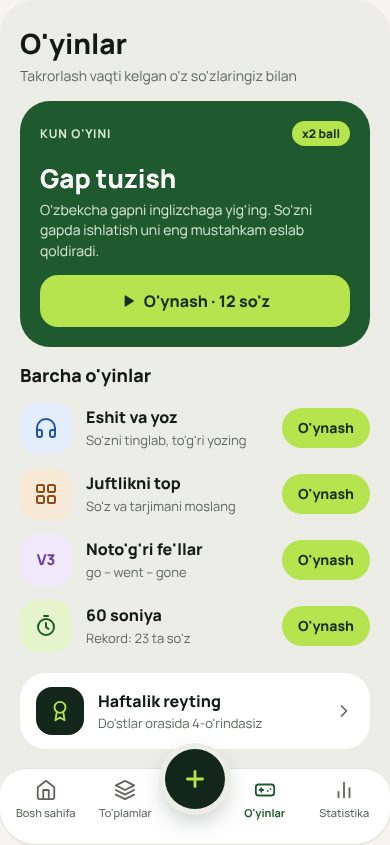 O'yinlar
Takrorlash vaqti kelgan o'z so'zlaringiz bilan
KUN O'YINI
x2 ball
Gap tuzish
O'zbekcha gapni inglizchaga yig'ing. So'zni
gapda ishlatish uni eng mustahkam eslab
qoldiradi.
O'ynash · 12 so'z
Barcha o'yinlar
Eshit va yoz
So'zni tinglab, to'g'ri yozing
O'ynash
Juftlikni top
So'z va tarjimani moslang
O'ynash
V3
Noto'g'ri fe'llar
go – went – gone
O'ynash
60 soniya
Rekord: 23 ta so'z
O'ynash
Haftalik reyting
Do'stlar orasida 4-o'rindasiz
Bosh sahifa
To'plamlar
O'yinlar
Statistika